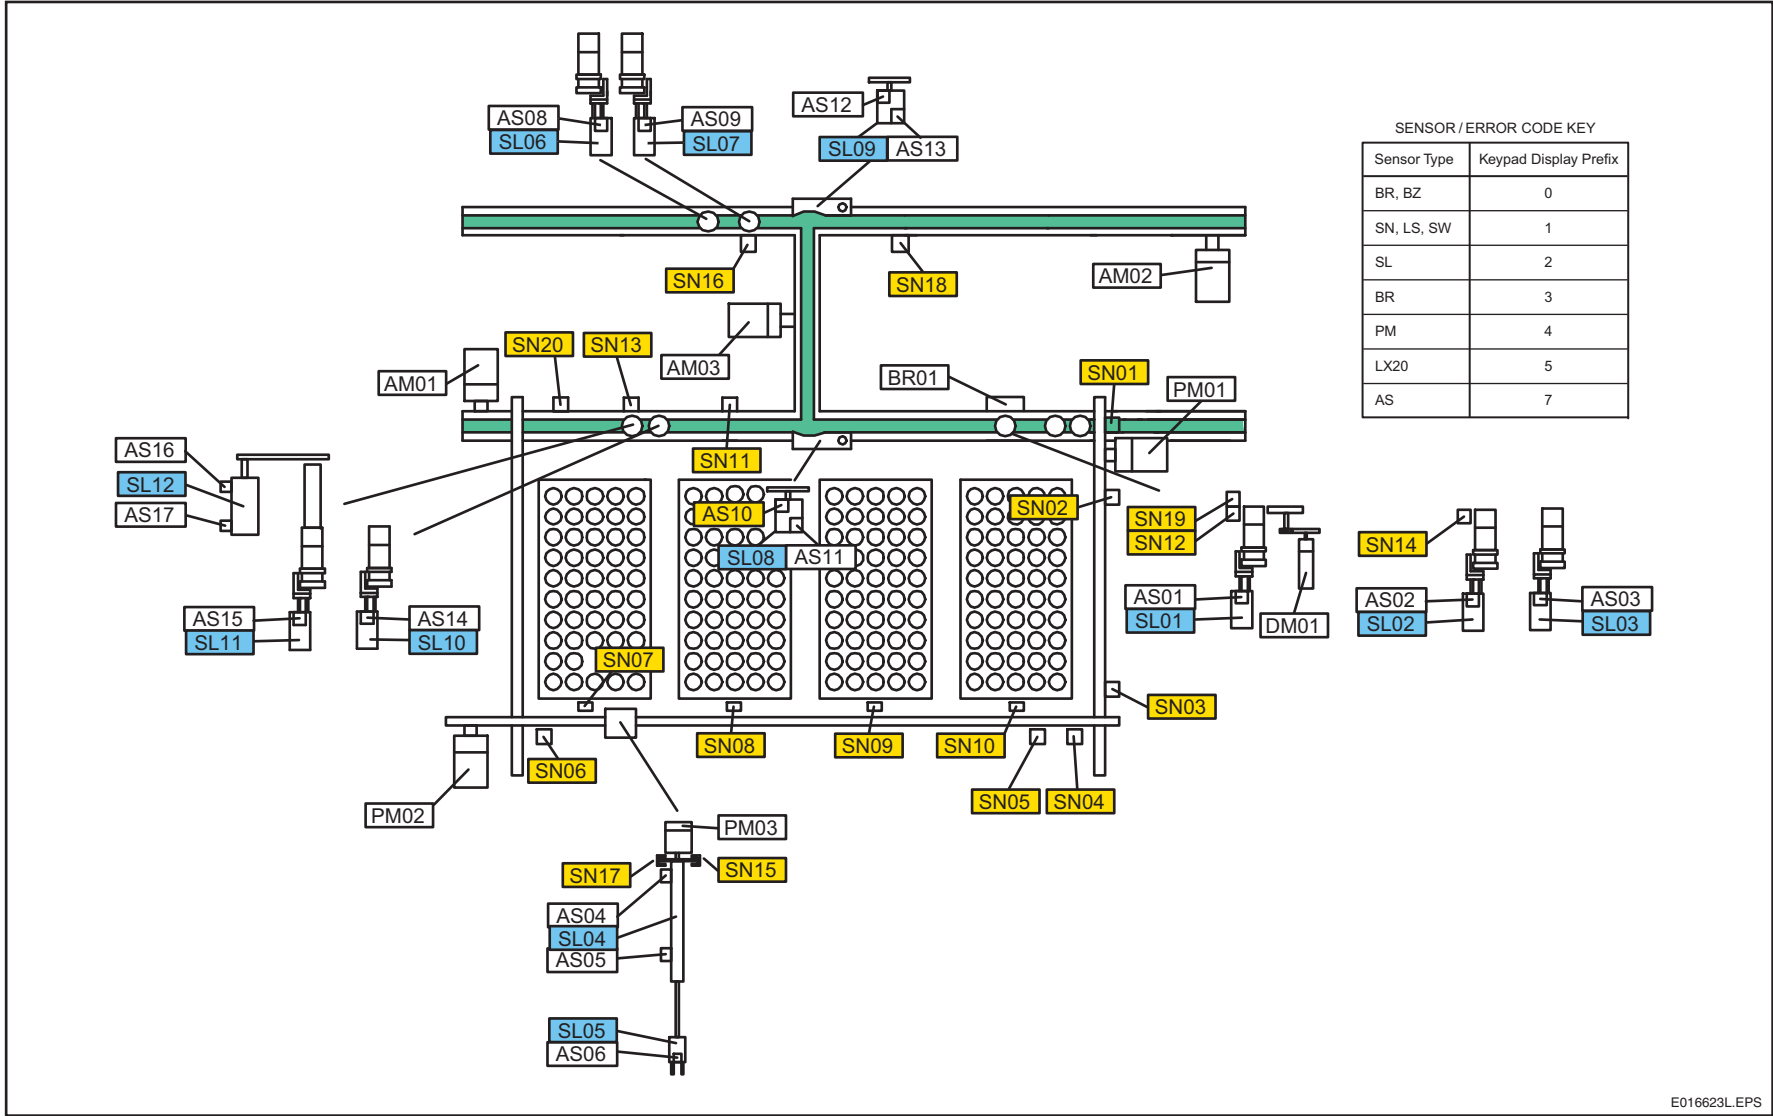 AS08
SL06
AS09
SL07
AS12
SL09 AS13
SENSOR / ERROR CODE KEY
Sensor Type Keypad Display Prefix
BR, BZ 0
SN, LS, SW 1
SL 2
BR 3
PM 4
LX20 5
AS 7
SN16
SN18
AM02
SN20
SN13
AM03
AM01
BR01
SN01
PM01
AS16
SL12
AS17
SN11
AS10
SL08 AS11
SN02
SN19
SN12
SN14
AS15
SL11
AS14
SL10
AS01
SL01
DM01
AS02
SL02
AS03
SL03
SN07
SN03
SN08
SN09
SN10
SN06
SN05
SN04
PM02
PM03
SN17
SN15
AS04
SL04
AS05
SL05
AS06
E016623L.EPS